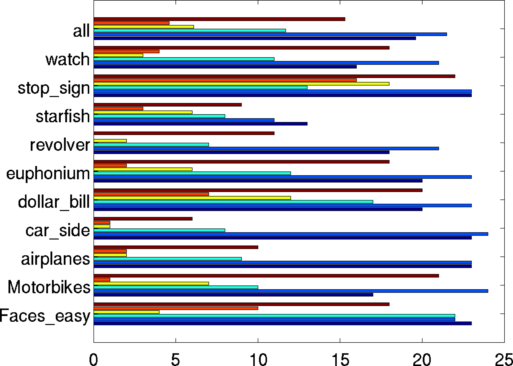 all
watch
stop_sign
starfish
revolver
euphonium
dollar_bill
car_side
airplanes
Motorbikes
Faces_easy
0 5 10 15 20 25